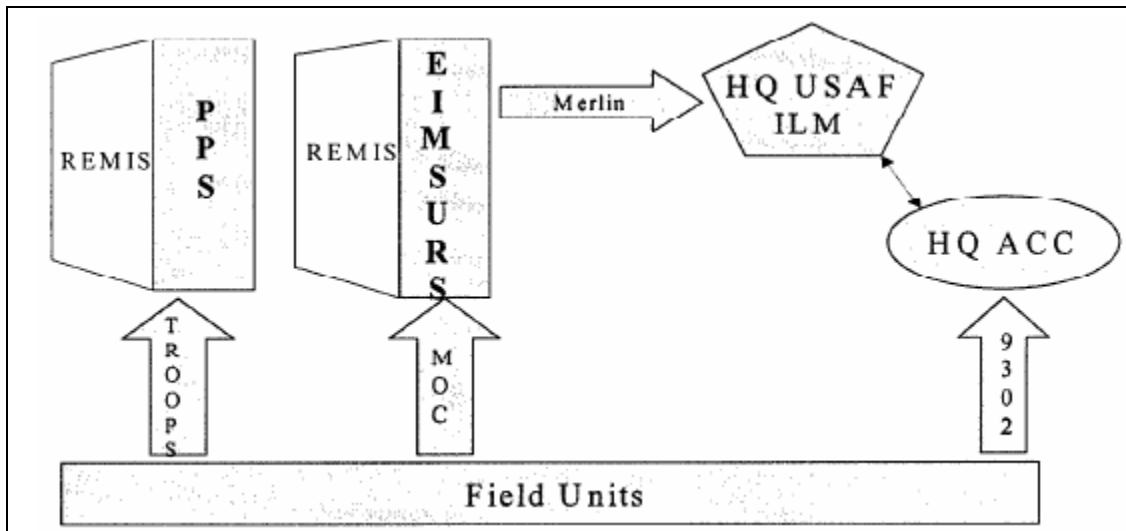 REMIS
PPS
REMIS
EIMSURS
Merlin
HQ USAF
ILM
HQ ACC
TROOPS
MOC
9302
Field Units